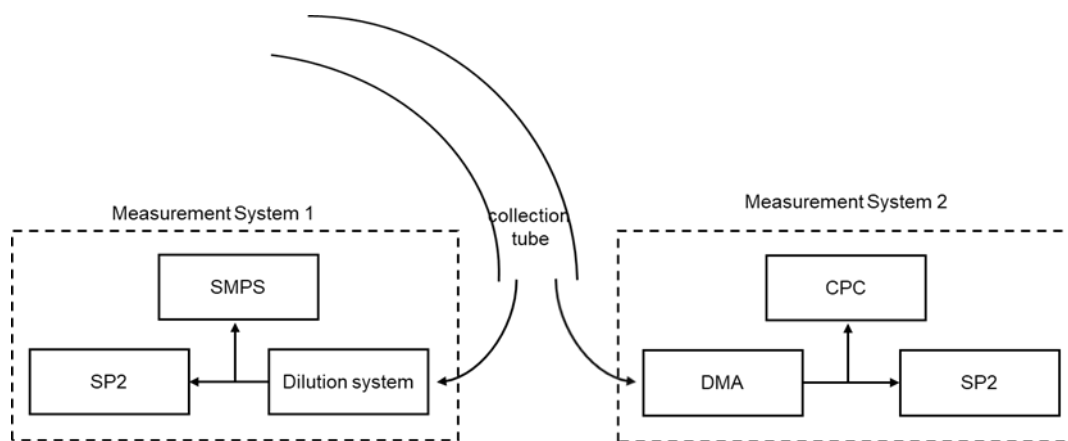 Measurement System 1
SMPS
SP2
Dilution system
collection
tube
Measurement System 2
CPC
DMA
SP2